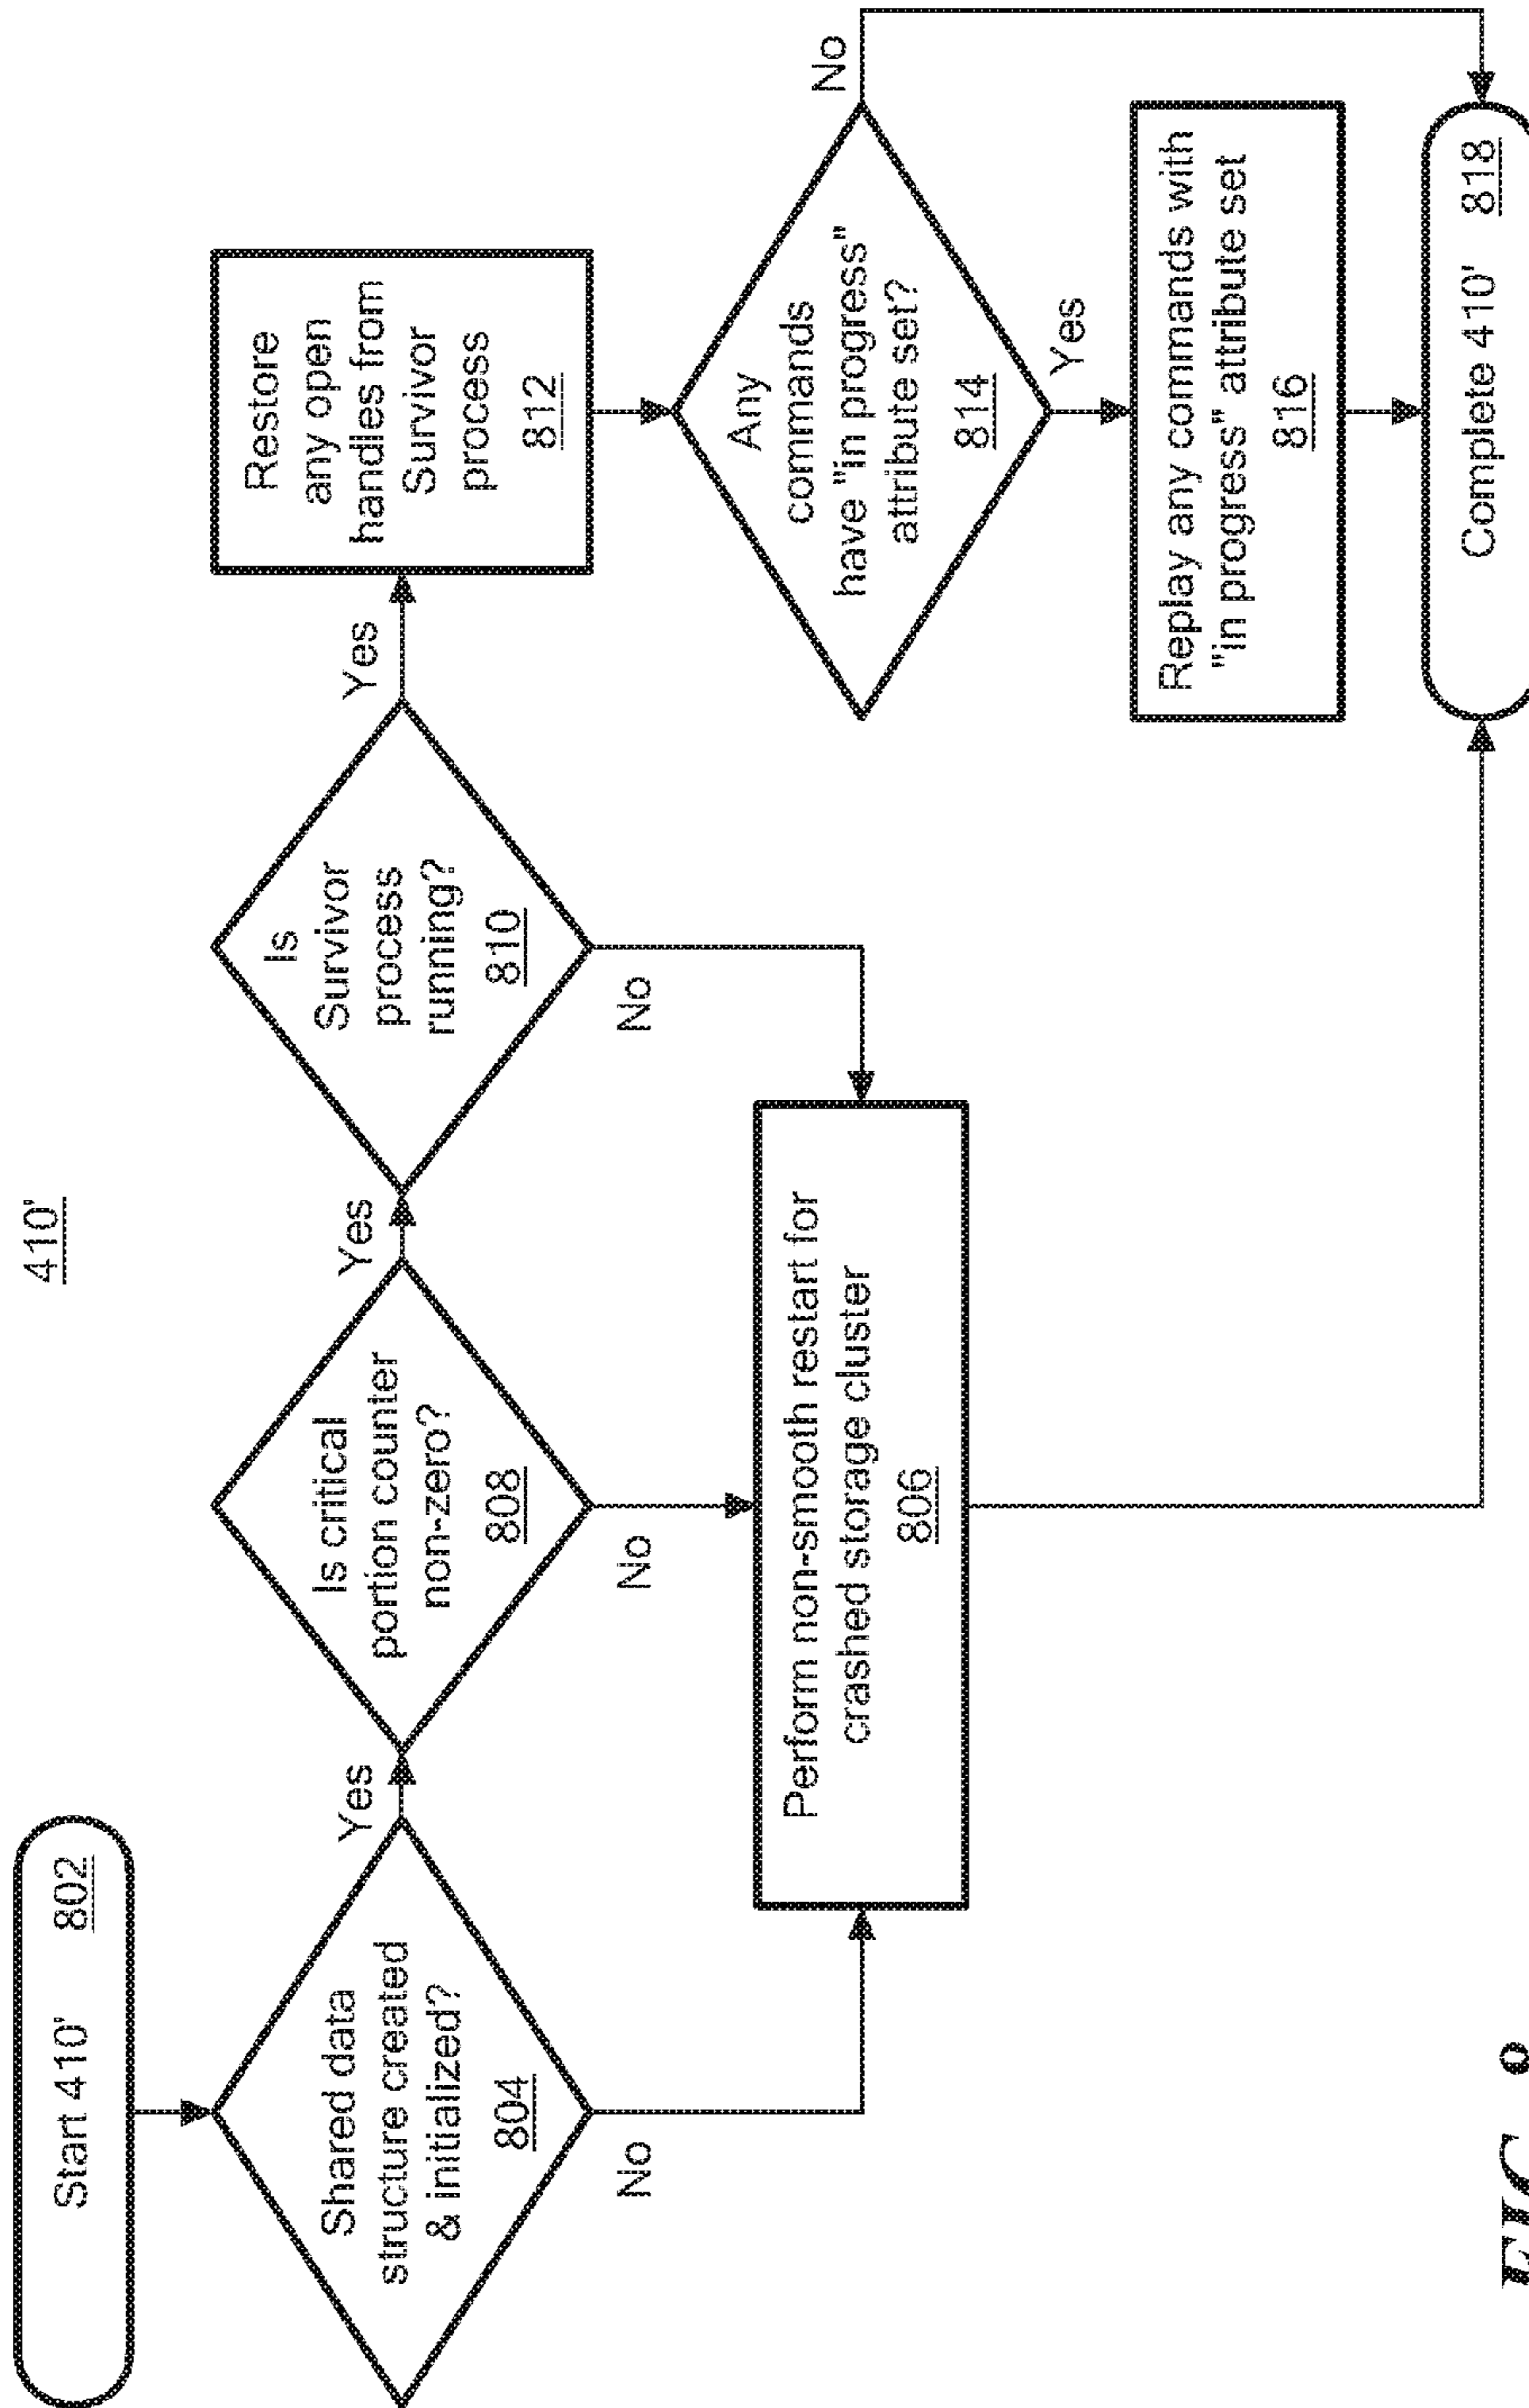 410'
Start 410' 802
Shared data
structure created
& initialized?
804
Yes
No
Is critical
portion counter
non-zero?
808
Yes
No
Is
Survivor
process
running?
810
Yes
No
Restore
any open
handles from
Survivor
process
812
Perform non-smooth restart for
crashed storage cluster
806
Any
commands
have "in progress"
attribute set?
814
No
Yes
Replay any commands with
"in progress" attribute set
816
Complete 410' 818